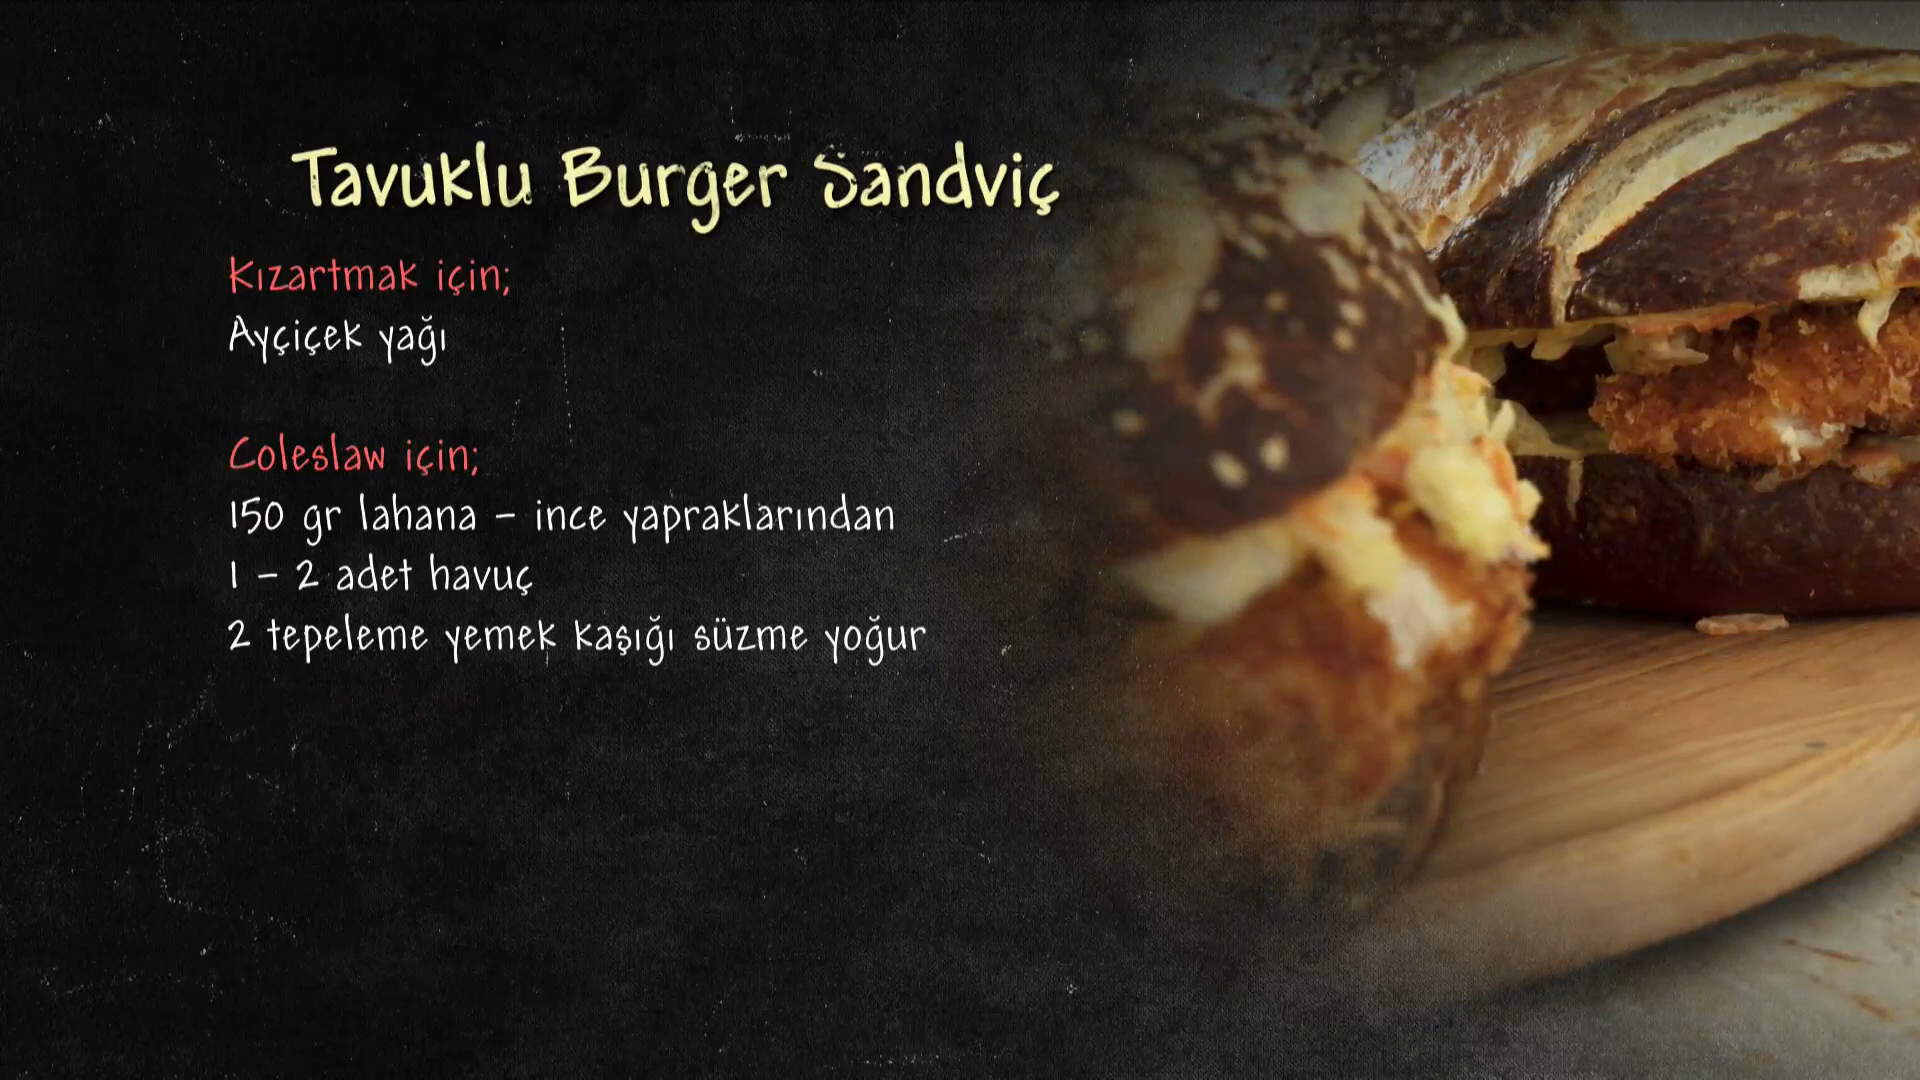 Tavuklu Burger Sandviç
Kızartmak için;
Ayçiçek yağı
Coleslaw için;
150 gr lahana – ince yapraklarından
1 – 2 adet havuç
2 tepeleme yemek kaşığı süzme yoğur